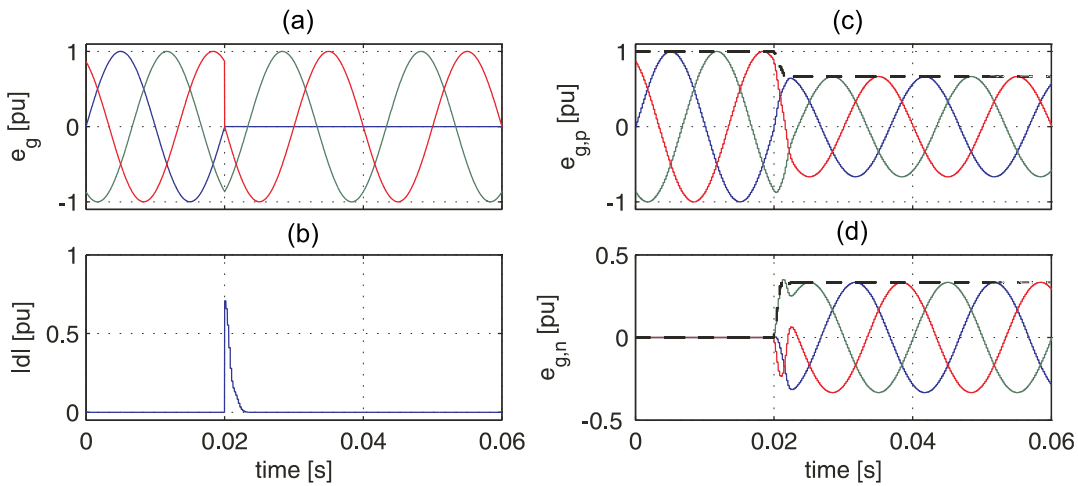 (a)
1
0
-1
e_g [pu]
(b)
1
0.5
0
|d| [pu]
0 0.02 0.04 0.06
time [s]
(c)
1
0
-1
e_g,p [pu]
(d)
0.5
0
-0.5
e_g,n [pu]
0 0.02 0.04 0.06
time [s]